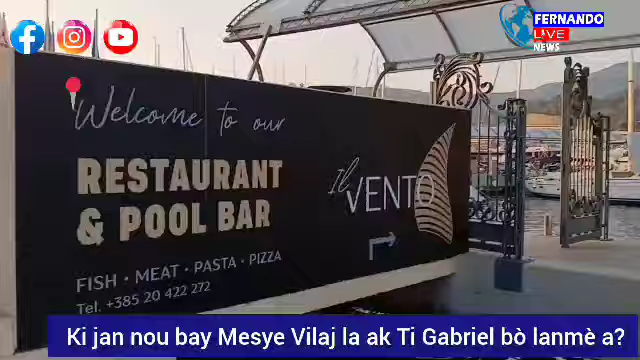 FERNANDO
LIVE
NEWS
Welcome to our
RESTAURANT
& POOL BAR
Il VENTO
FISH · MEAT · PASTA · PIZZA
Tel. +385 20 422 272
Ki jan nou bay Mesye Vilaj la ak Ti Gabriel bò lanmè a?